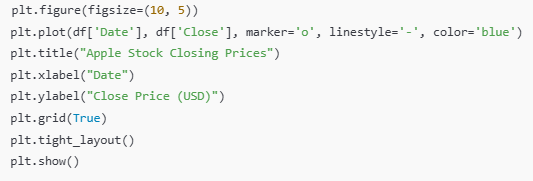 plt.figure(figsize=(10, 5))
plt.plot(df['Date'], df['Close'], marker='o', linestyle='-', color='blue')
plt.title("Apple Stock Closing Prices")
plt.xlabel("Date")
plt.ylabel("Close Price (USD)")
plt.grid(True)
plt.tight_layout()
plt.show()